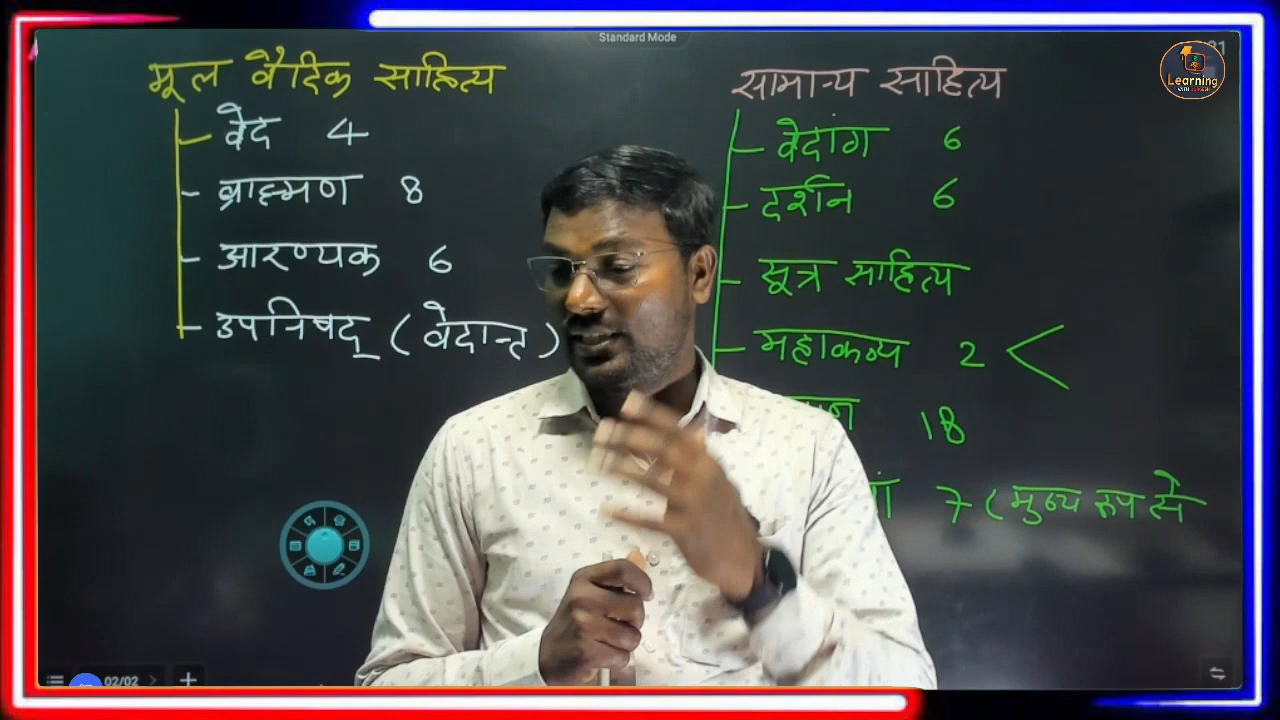 Standard Mode
Learning
मूल वैदिक साहित्य
वेद 4
ब्राह्मण 8
आरण्यक 6
उपनिषद् (वेदान्त)
सामान्य साहित्य
वेदांग 6
दर्शन 6
सूत्र साहित्य
महाकव्य 2 <
18
7 (मुख्य रूप से
02/02